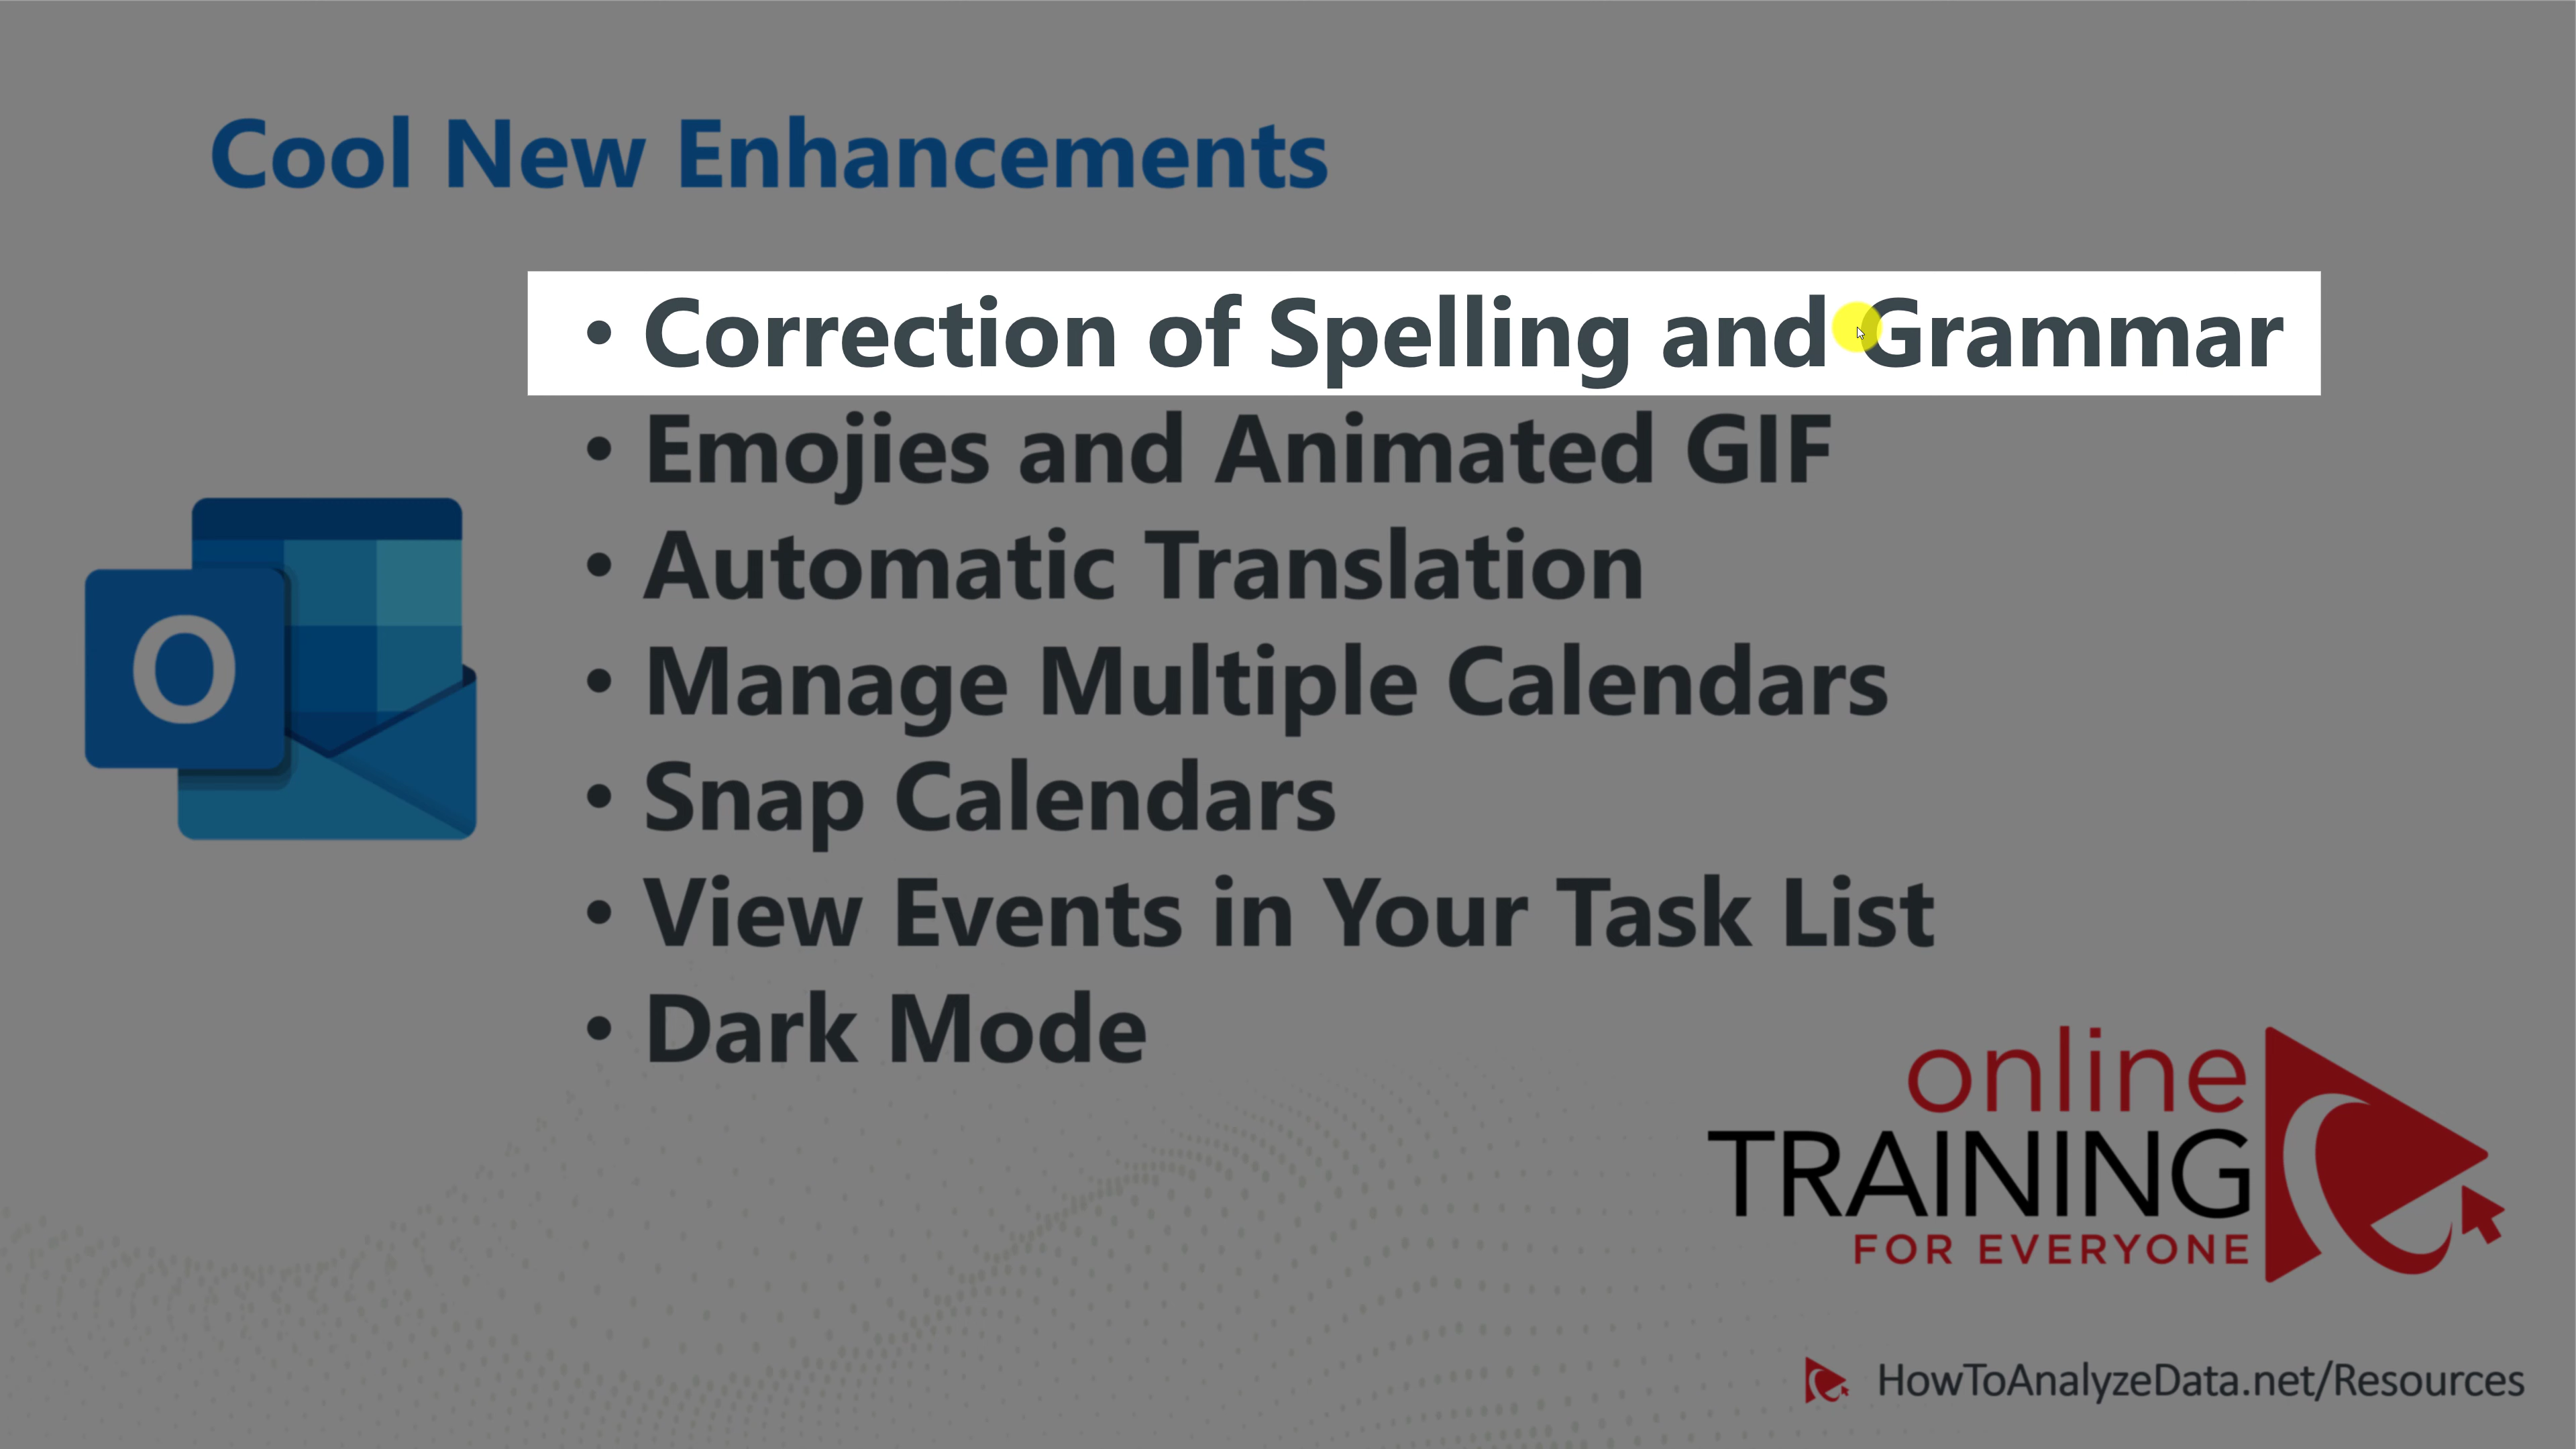 Cool New Enhancements
• Correction of Spelling and Grammar
• Emojies and Animated GIF
• Automatic Translation
• Manage Multiple Calendars
• Snap Calendars
• View Events in Your Task List
• Dark Mode
O
online
TRAINING
FOR EVERYONE
HowToAnalyzeData.net/Resources